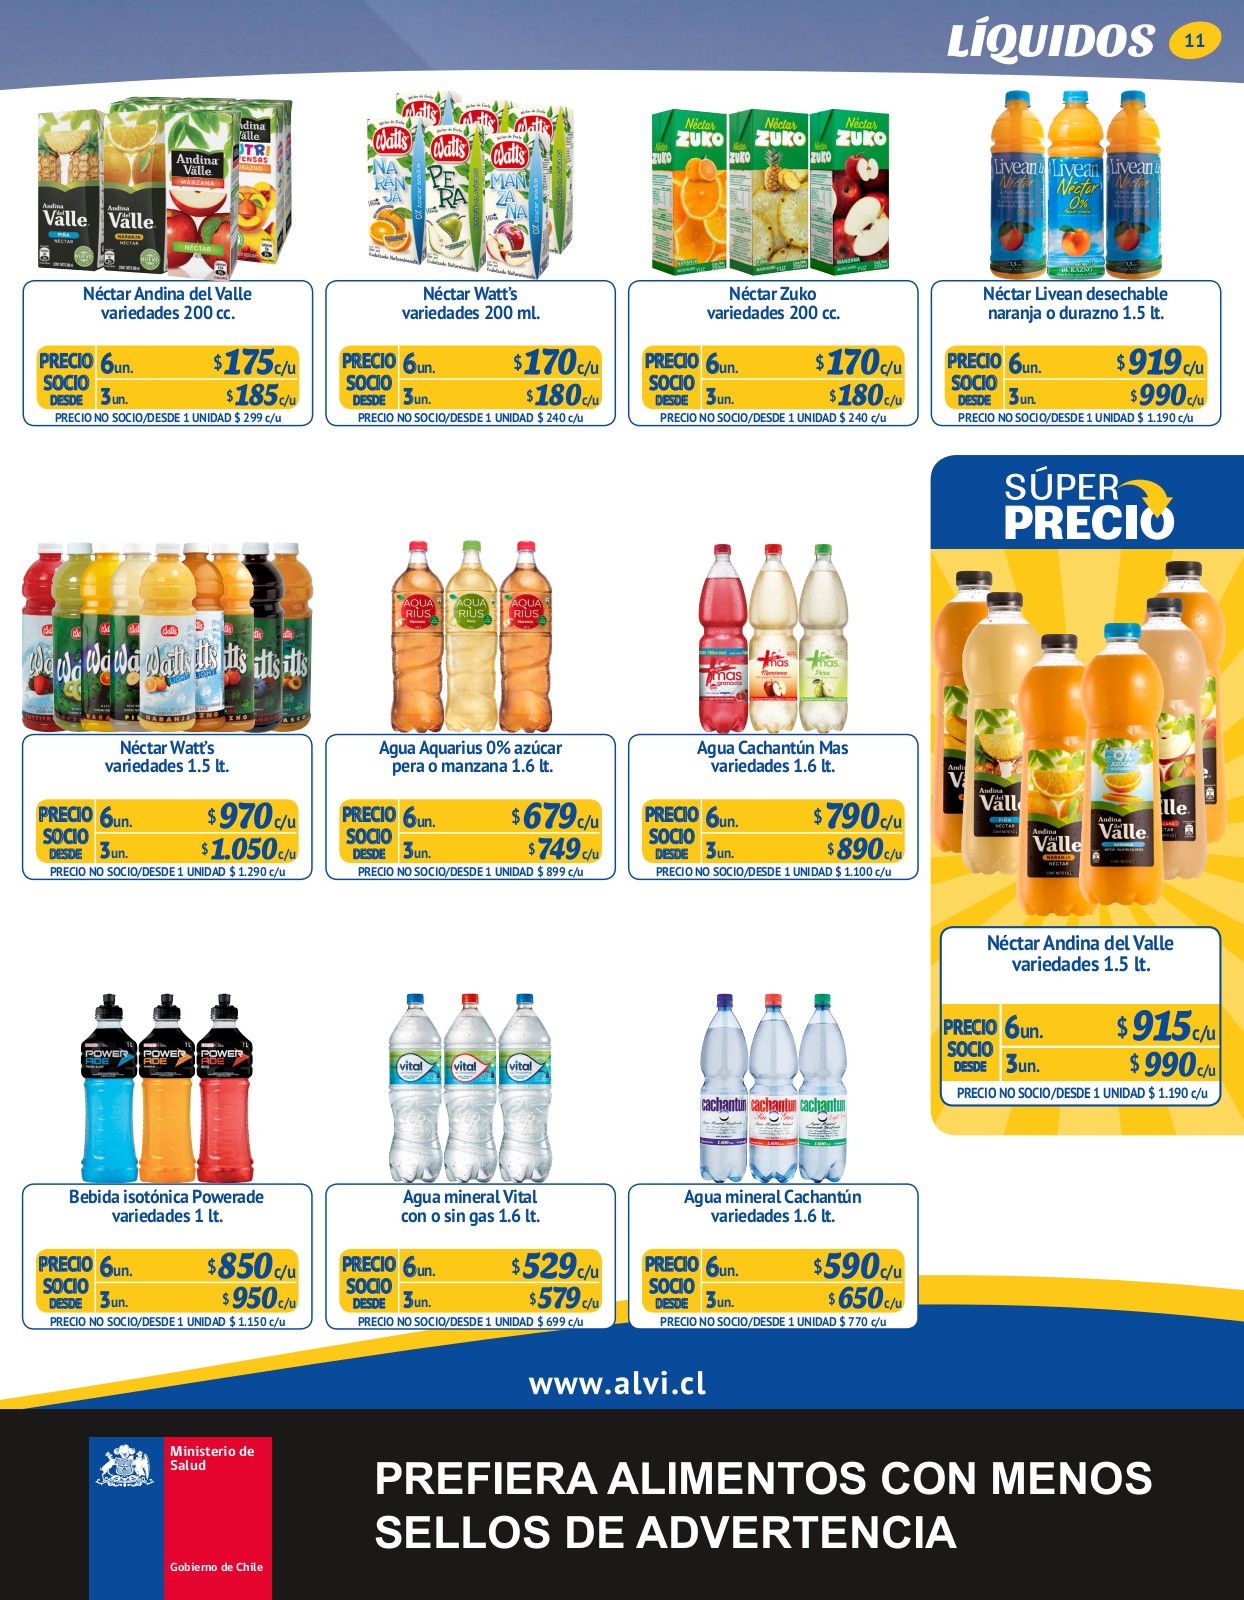 LÍQUIDOS 11
Néctar Andina del Valle
variedades 200 cc.
PRECIO SOCIO DESDE
6un. $175c/u
3un. $185c/u
PRECIO NO SOCIO/DESDE 1 UNIDAD $ 299 c/u
Néctar Watt's
variedades 200 ml.
PRECIO SOCIO DESDE
6un. $170c/u
3un. $180c/u
PRECIO NO SOCIO/DESDE 1 UNIDAD $ 240 c/u
Néctar Zuko
variedades 200 cc.
PRECIO SOCIO DESDE
6un. $170c/u
3un. $180c/u
PRECIO NO SOCIO/DESDE 1 UNIDAD $ 240 c/u
Néctar Livean desechable
naranja o durazno 1.5 lt.
PRECIO SOCIO DESDE
6un. $919c/u
3un. $990c/u
PRECIO NO SOCIO/DESDE 1 UNIDAD $ 1.190 c/u
Néctar Watt's
variedades 1.5 lt.
PRECIO SOCIO DESDE
6un. $970c/u
3un. $1.050c/u
PRECIO NO SOCIO/DESDE 1 UNIDAD $ 1.290 c/u
Agua Aquarius 0% azúcar
pera o manzana 1.6 lt.
PRECIO SOCIO DESDE
6un. $679c/u
3un. $749c/u
PRECIO NO SOCIO/DESDE 1 UNIDAD $ 899 c/u
Agua Cachantún Mas
variedades 1.6 lt.
PRECIO SOCIO DESDE
6un. $790c/u
3un. $890c/u
PRECIO NO SOCIO/DESDE 1 UNIDAD $ 1.100 c/u
SÚPER
PRECIO
Néctar Andina del Valle
variedades 1.5 lt.
PRECIO SOCIO DESDE
6un. $915c/u
3un. $990c/u
PRECIO NO SOCIO/DESDE 1 UNIDAD $ 1.190 c/u
Bebida isotónica Powerade
variedades 1 lt.
PRECIO SOCIO DESDE
6un. $850c/u
3un. $950c/u
PRECIO NO SOCIO/DESDE 1 UNIDAD $ 1.150 c/u
Agua mineral Vital
con o sin gas 1.6 lt.
PRECIO SOCIO DESDE
6un. $529c/u
3un. $579c/u
PRECIO NO SOCIO/DESDE 1 UNIDAD $ 699 c/u
Agua mineral Cachantún
variedades 1.6 lt.
PRECIO SOCIO DESDE
6un. $590c/u
3un. $650c/u
PRECIO NO SOCIO/DESDE 1 UNIDAD $ 770 c/u
www.alvi.cl
Ministerio de
Salud
Gobierno de Chile
PREFIERA ALIMENTOS CON MENOS
SELLOS DE ADVERTENCIA